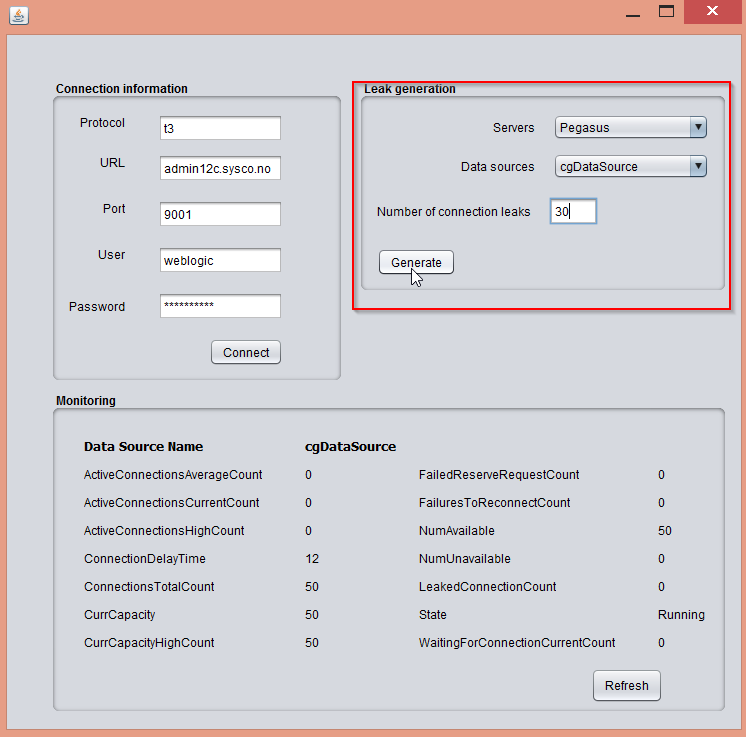 Connection information
Protocol t3
URL admin12c.sysco.no
Port 9001
User weblogic
Password **********
Connect
Leak generation
Servers Pegasus
Data sources cgDataSource
Number of connection leaks 30
Generate
Monitoring
Data Source Name cgDataSource
ActiveConnectionsAverageCount 0 FailedReserveRequestCount 0
ActiveConnectionsCurrentCount 0 FailuresToReconnectCount 0
ActiveConnectionsHighCount 0 NumAvailable 50
ConnectionDelayTime 12 NumUnavailable 0
ConnectionsTotalCount 50 LeakedConnectionCount 0
CurrCapacity 50 State Running
CurrCapacityHighCount 50 WaitingForConnectionCurrentCount 0
Refresh